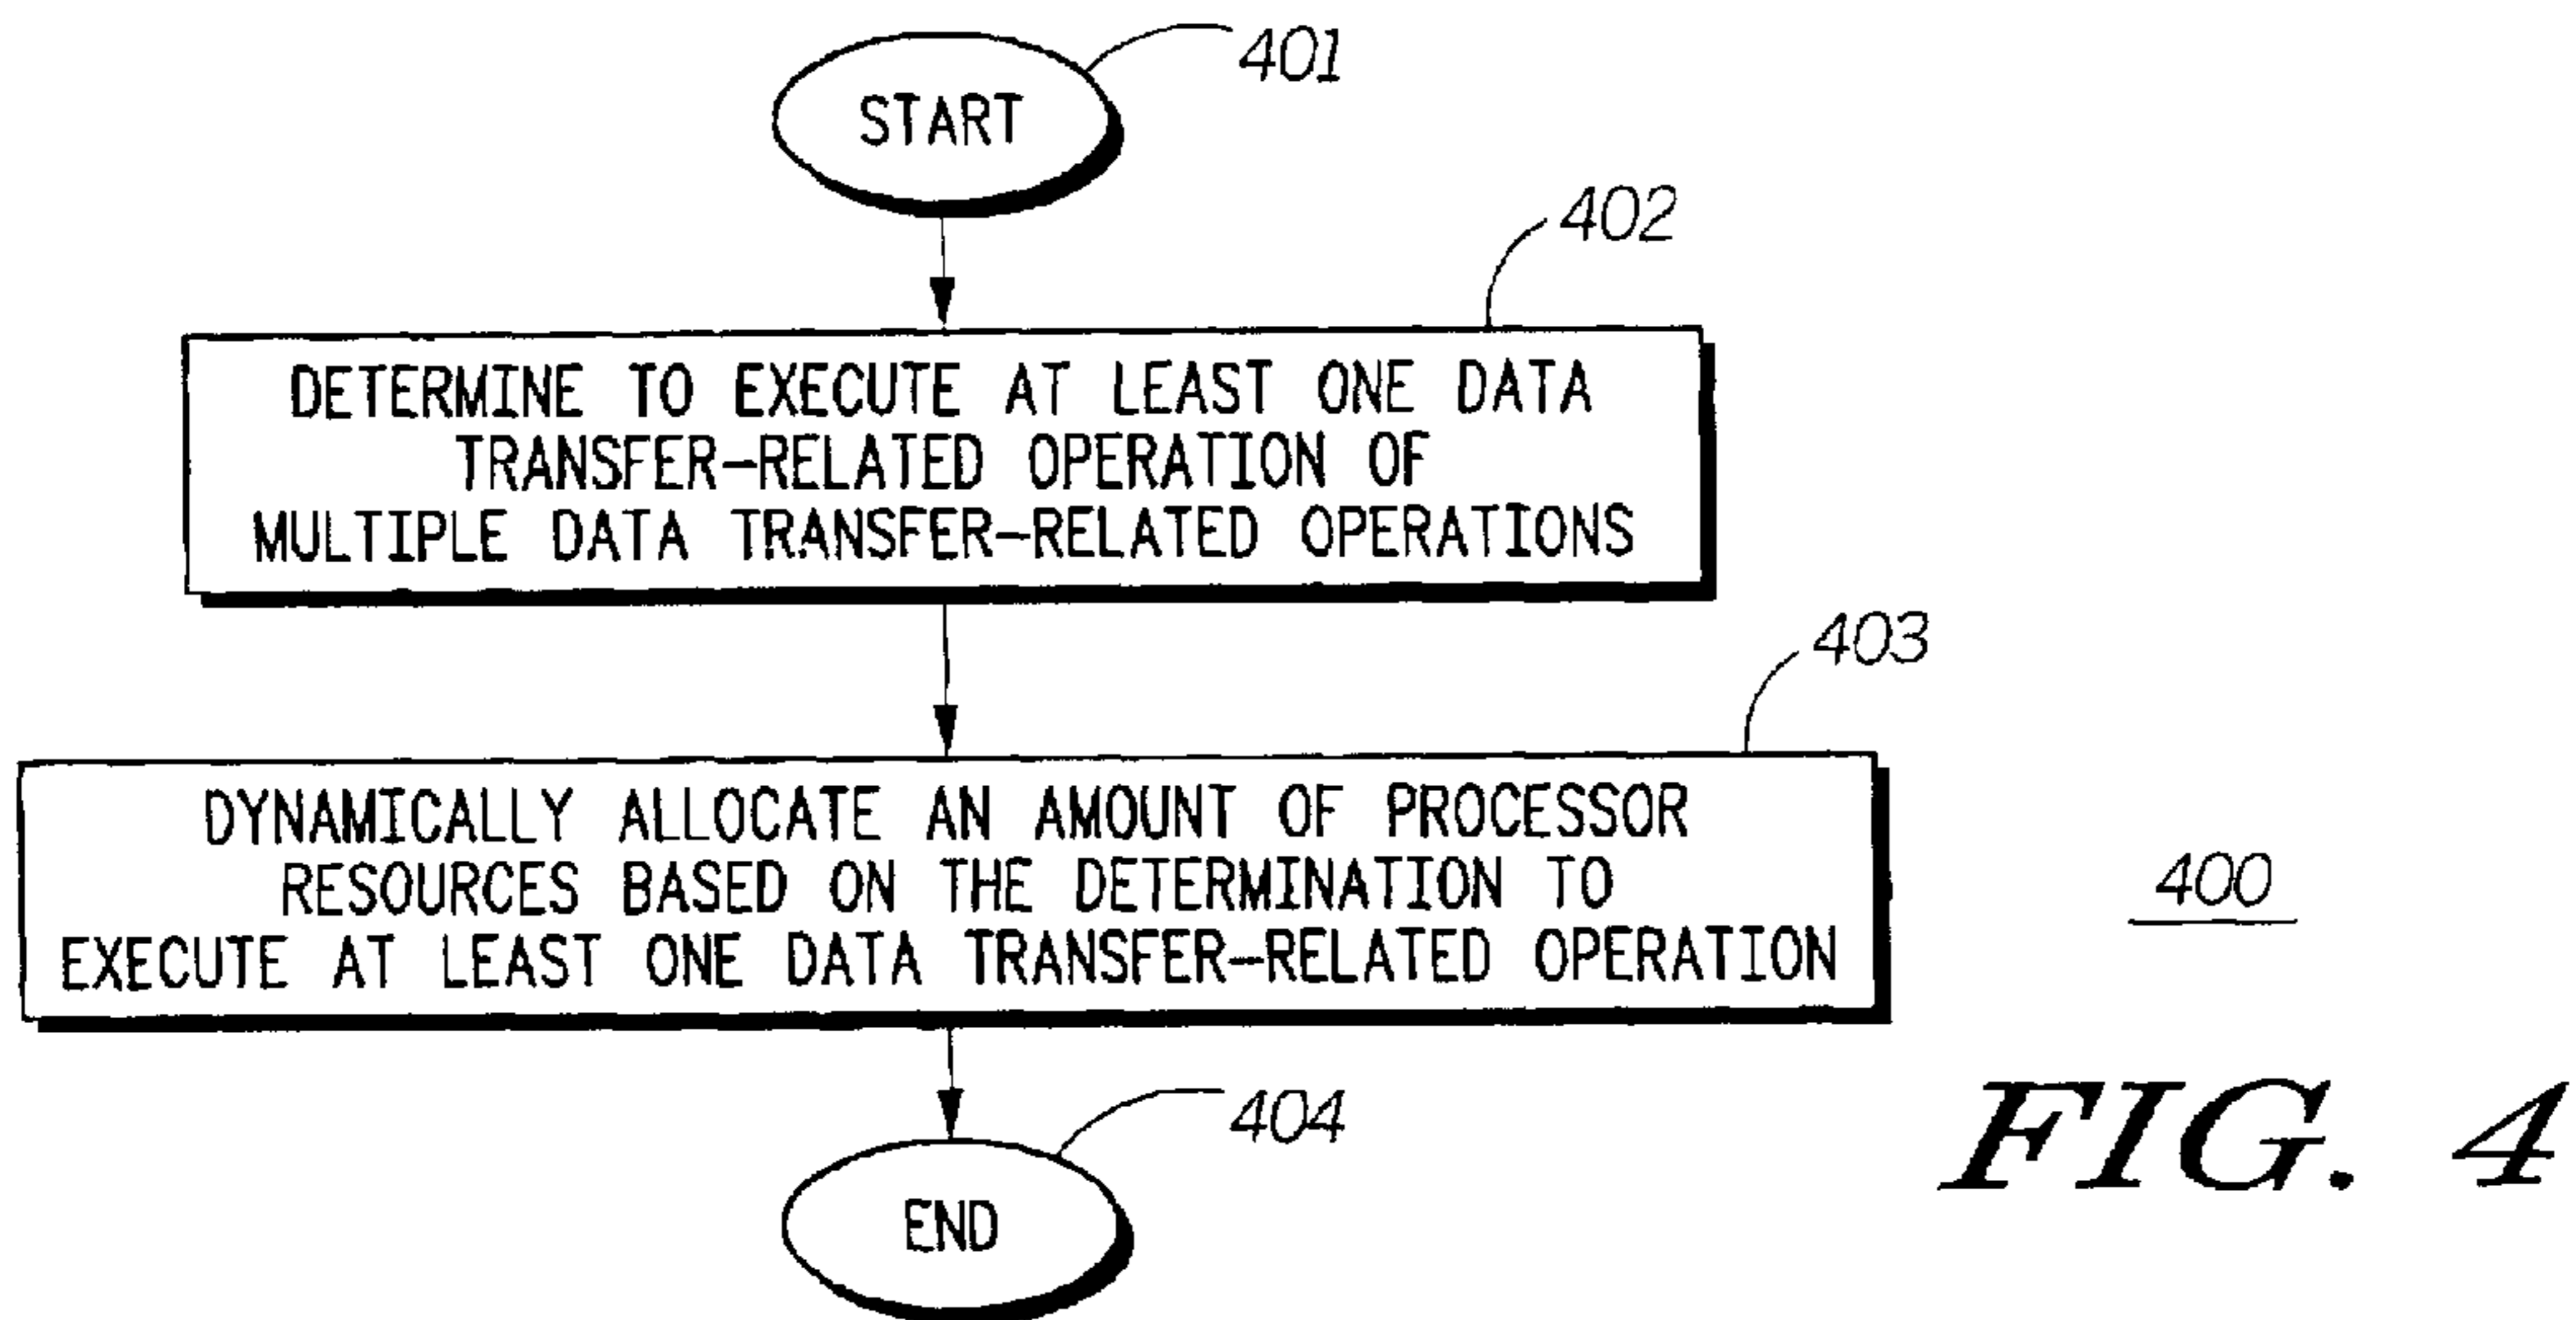 401
START
402
DETERMINE TO EXECUTE AT LEAST ONE DATA
TRANSFER-RELATED OPERATION OF
MULTIPLE DATA TRANSFER-RELATED OPERATIONS
403
DYNAMICALLY ALLOCATE AN AMOUNT OF PROCESSOR
RESOURCES BASED ON THE DETERMINATION TO
EXECUTE AT LEAST ONE DATA TRANSFER-RELATED OPERATION
400
404
END
FIG. 4